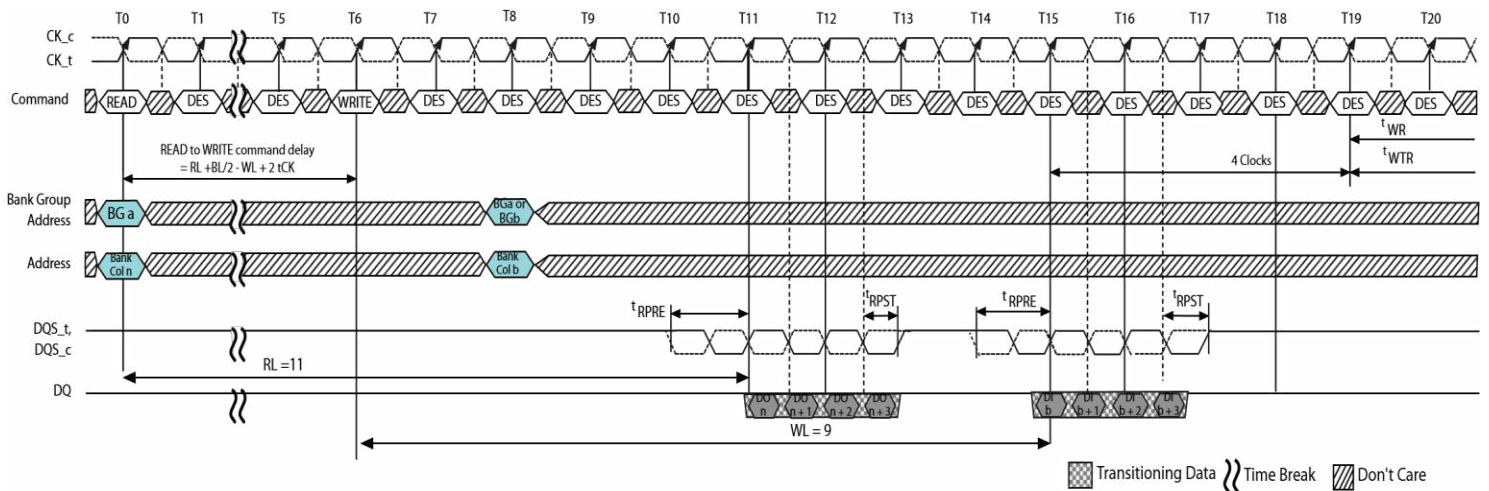 T0 T1 T5 T6 T7 T8 T9 T10 T11 T12 T13 T14 T15 T16 T17 T18 T19 T20
CK_c
CK_t
Command READ DES DES WRITE DES DES DES DES DES DES DES DES DES DES DES DES DES DES
tWR
READ to WRITE command delay
= RL +BL/2 - WL + 2 tCK
4 Clocks
tWTR
Bank Group
Address
BG a
BGa or
BGb
Address
Bank
Col n
Bank
Col b
tRPRE tRPST tRPRE tRPST
DQS_t,
DQS_c
RL =11
DQ
DO n DO n + 1 DO n + 2 DO n + 3 DI b DI b + 1 DI b + 2 DI b + 3
WL = 9
Transitioning Data Time Break Don't Care